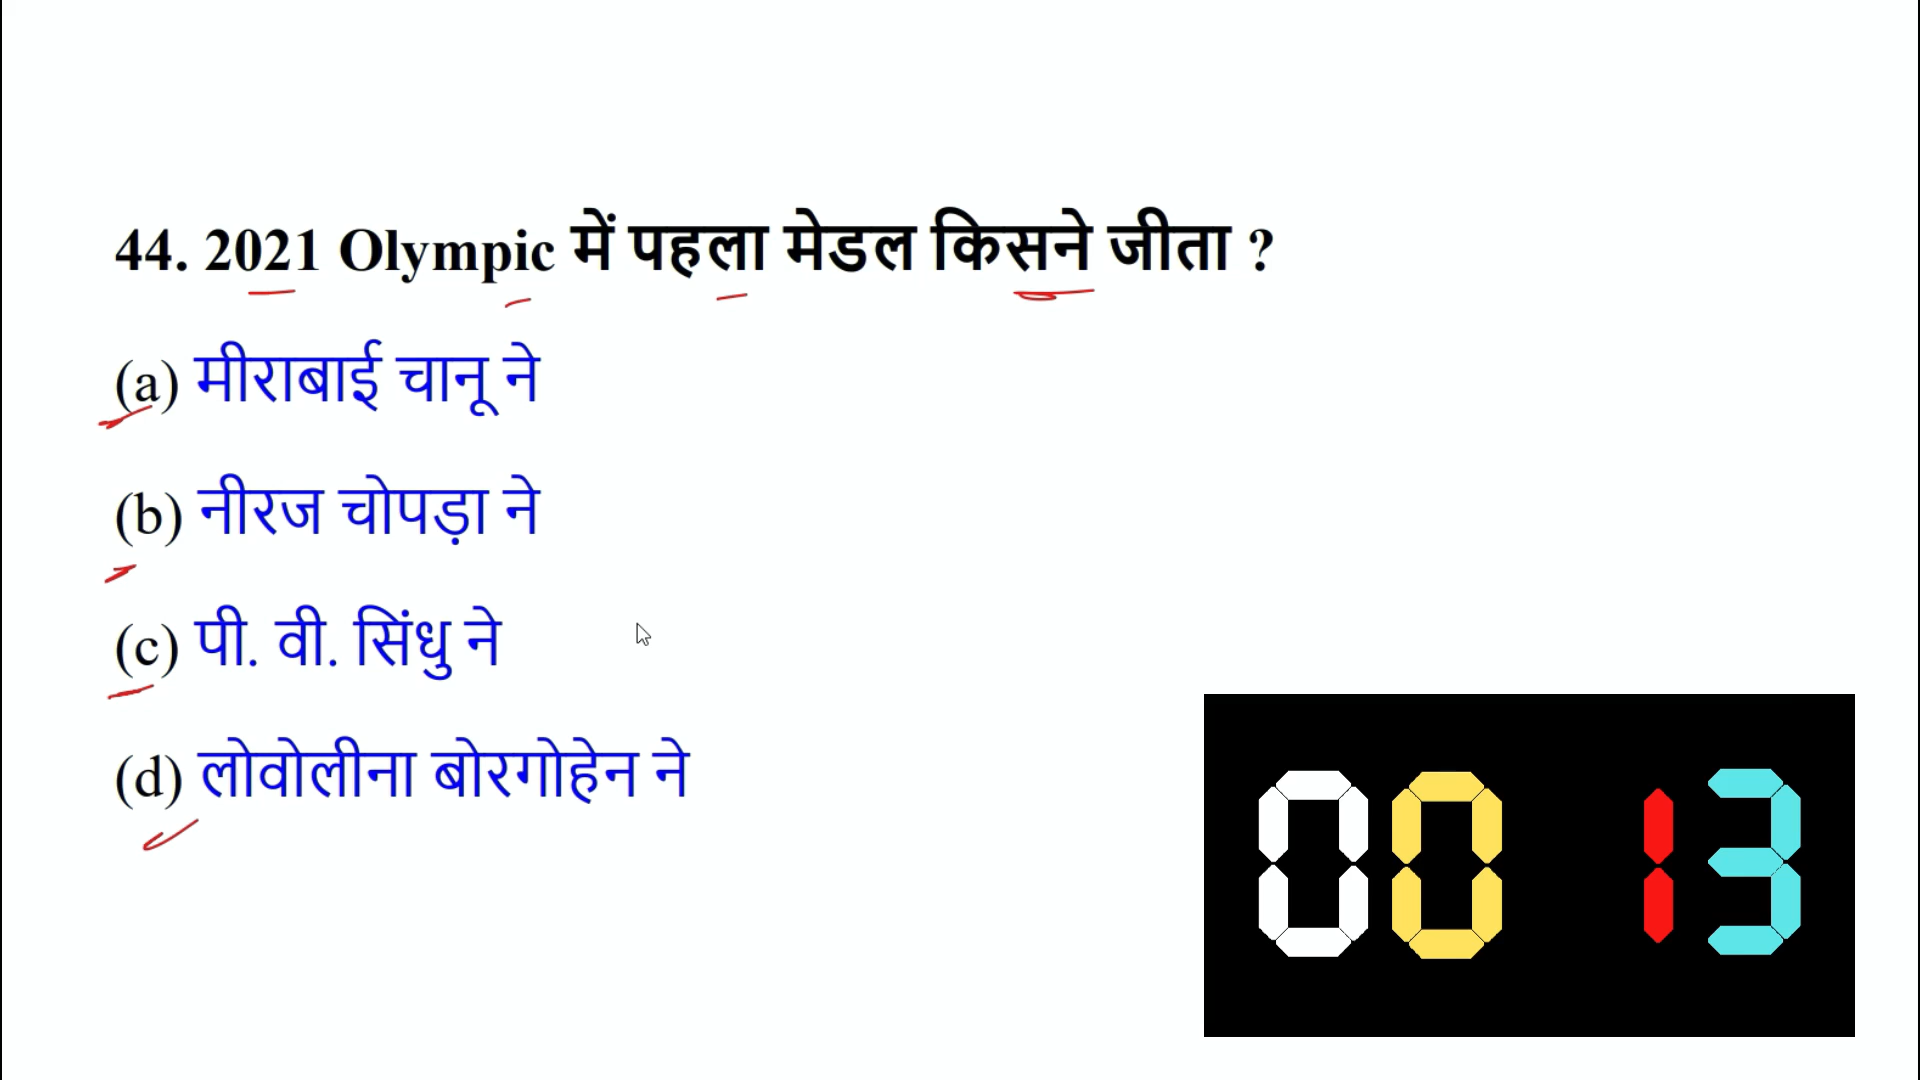 44. 2021 Olympic में पहला मेडल किसने जीता ?
(a) मीराबाई चानू ने
(b) नीरज चोपड़ा ने
(c) पी. वी. सिंधु ने
(d) लोवोलीना बोरगोहेन ने
00 13